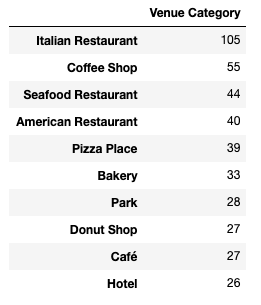 Venue Category
Italian Restaurant 105
Coffee Shop 55
Seafood Restaurant 44
American Restaurant 40
Pizza Place 39
Bakery 33
Park 28
Donut Shop 27
Café 27
Hotel 26